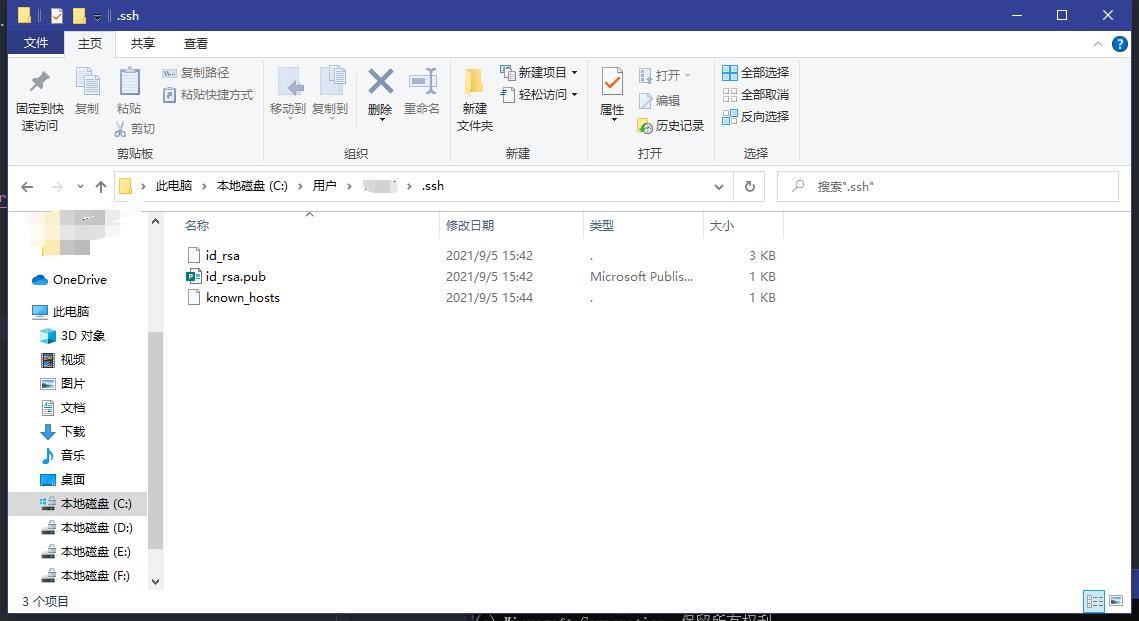 .ssh
文件 主页 共享 查看
固定到快速访问
复制
粘贴
复制路径
粘贴快捷方式
剪切
剪贴板
移动到
复制到
删除
重命名
组织
新建文件夹
新建项目
轻松访问
新建
属性
打开
编辑
历史记录
打开
全部选择
全部取消
反向选择
选择
此电脑 本地磁盘 (C:) 用户 .ssh
搜索".ssh"
名称 修改日期 类型 大小
id_rsa 2021/9/5 15:42 . 3 KB
id_rsa.pub 2021/9/5 15:42 Microsoft Publis... 1 KB
known_hosts 2021/9/5 15:44 . 1 KB
OneDrive
此电脑
3D 对象
视频
图片
文档
下载
音乐
桌面
本地磁盘 (C:)
本地磁盘 (D:)
本地磁盘 (E:)
本地磁盘 (F:)
3 个项目